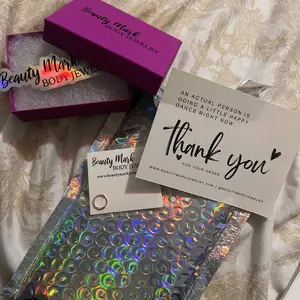 Beauty Mark
BODY JEWELRY
Beauty Mark
BODY JEWELRY
AN ACTUAL PERSON IS
DOING A LITTLE HAPPY
DANCE RIGHT NOW
thank you
FOR YOUR ORDER
Beauty Mark
BODY JEWELRY